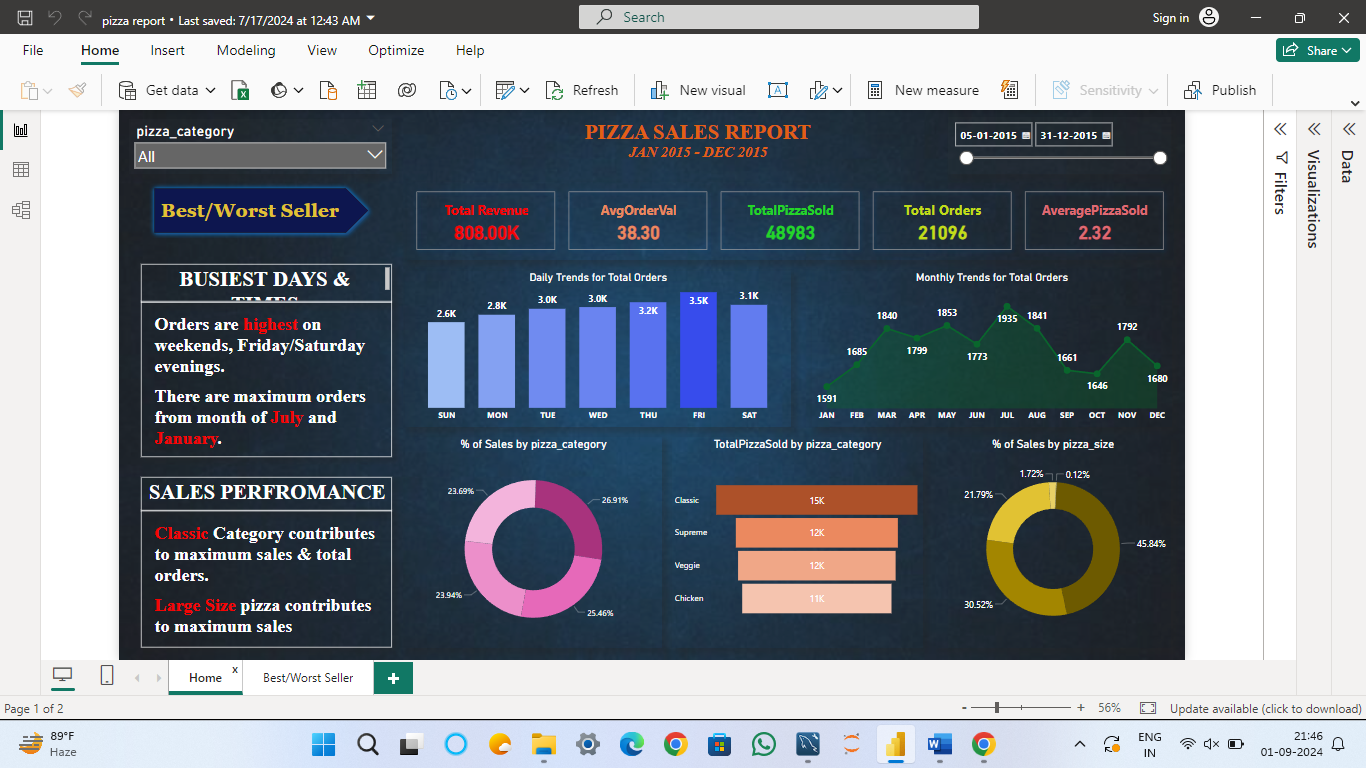 pizza report • Last saved: 7/17/2024 at 12:43 AM
Search
Sign in
File
Home
Insert
Modeling
View
Optimize
Help
Share
Get data
Refresh
New visual
New measure
Sensitivity
Publish
pizza_category
All
PIZZA SALES REPORT
JAN 2015 - DEC 2015
05-01-2015
31-12-2015
Best/Worst Seller
Total Revenue
808.00K
AvgOrderVal
38.30
TotalPizzaSold
48983
Total Orders
21096
AveragePizzaSold
2.32
BUSIEST DAYS &
TIMES
Orders are highest on
weekends, Friday/Saturday
evenings.
There are maximum orders
from month of July and
January.
SALES PERFROMANCE
Classic Category contributes
to maximum sales & total
orders.
Large Size pizza contributes
to maximum sales
Daily Trends for Total Orders
2.6K
2.8K
3.0K
3.0K
3.2K
3.5K
3.1K
SUN MON TUE WED THU FRI SAT
Monthly Trends for Total Orders
1591
1685
1840
1799
1853
1773
1935
1841
1661
1646
1792
1680
JAN FEB MAR APR MAY JUN JUL AUG SEP OCT NOV DEC
% of Sales by pizza_category
23.69%
26.91%
23.94%
25.46%
TotalPizzaSold by pizza_category
Classic 15K
Supreme 12K
Veggie 12K
Chicken 11K
% of Sales by pizza_size
1.72%
0.12%
21.79%
45.84%
30.52%
Filters
Visualizations
Data
Home x
Best/Worst Seller
+
Page 1 of 2
- + 56%
Update available (click to download)
89°F
Haze
ENG
IN
21:46
01-09-2024